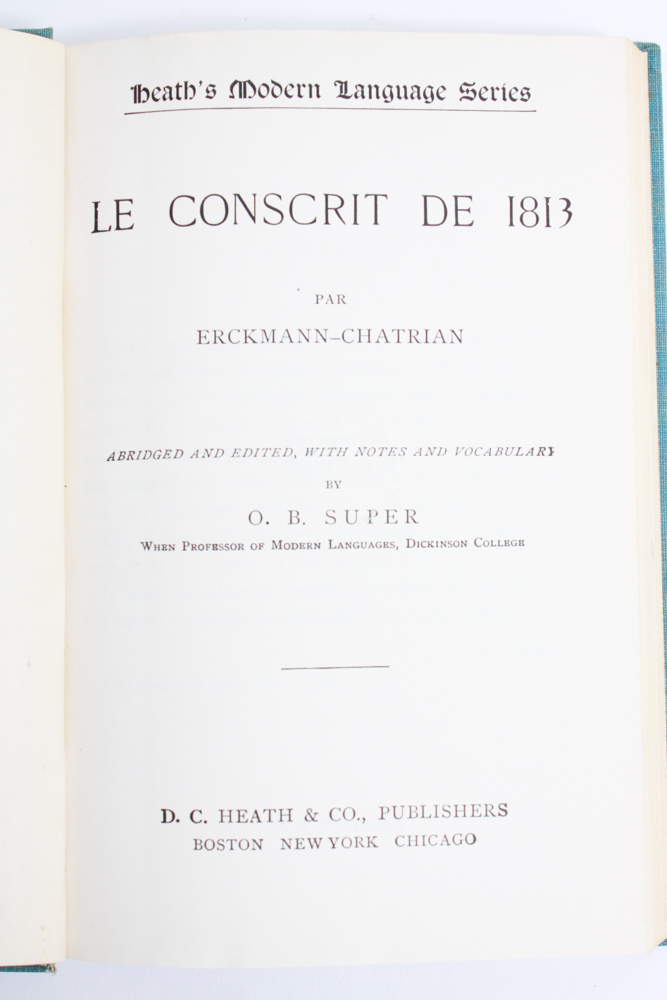 Heath's Modern Language Series
LE CONSCRIT DE 1813
PAR
ERCKMANN-CHATRIAN
ABRIDGED AND EDITED, WITH NOTES AND VOCABULARY
BY
O. B. SUPER
WHEN PROFESSOR OF MODERN LANGUAGES, DICKINSON COLLEGE
D. C. HEATH & CO., PUBLISHERS
BOSTON NEW YORK CHICAGO